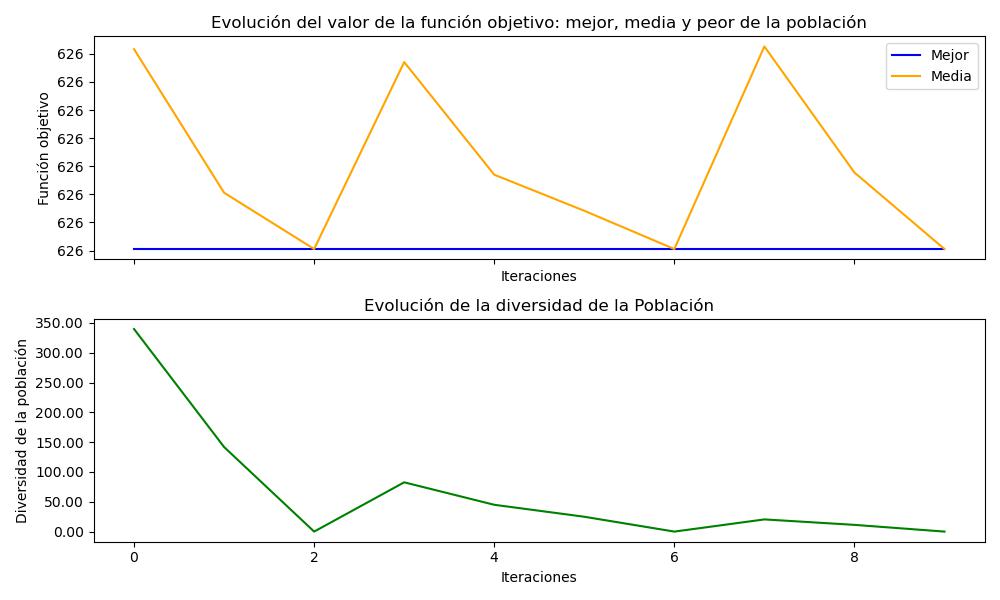 Evolución del valor de la función objetivo: mejor, media y peor de la población
Función objetivo
626
626
626
626
626
626
626
626
Mejor
Media
Iteraciones
Evolución de la diversidad de la Población
Diversidad de la población
350.00
300.00
250.00
200.00
150.00
100.00
50.00
0.00
0 2 4 6 8
Iteraciones